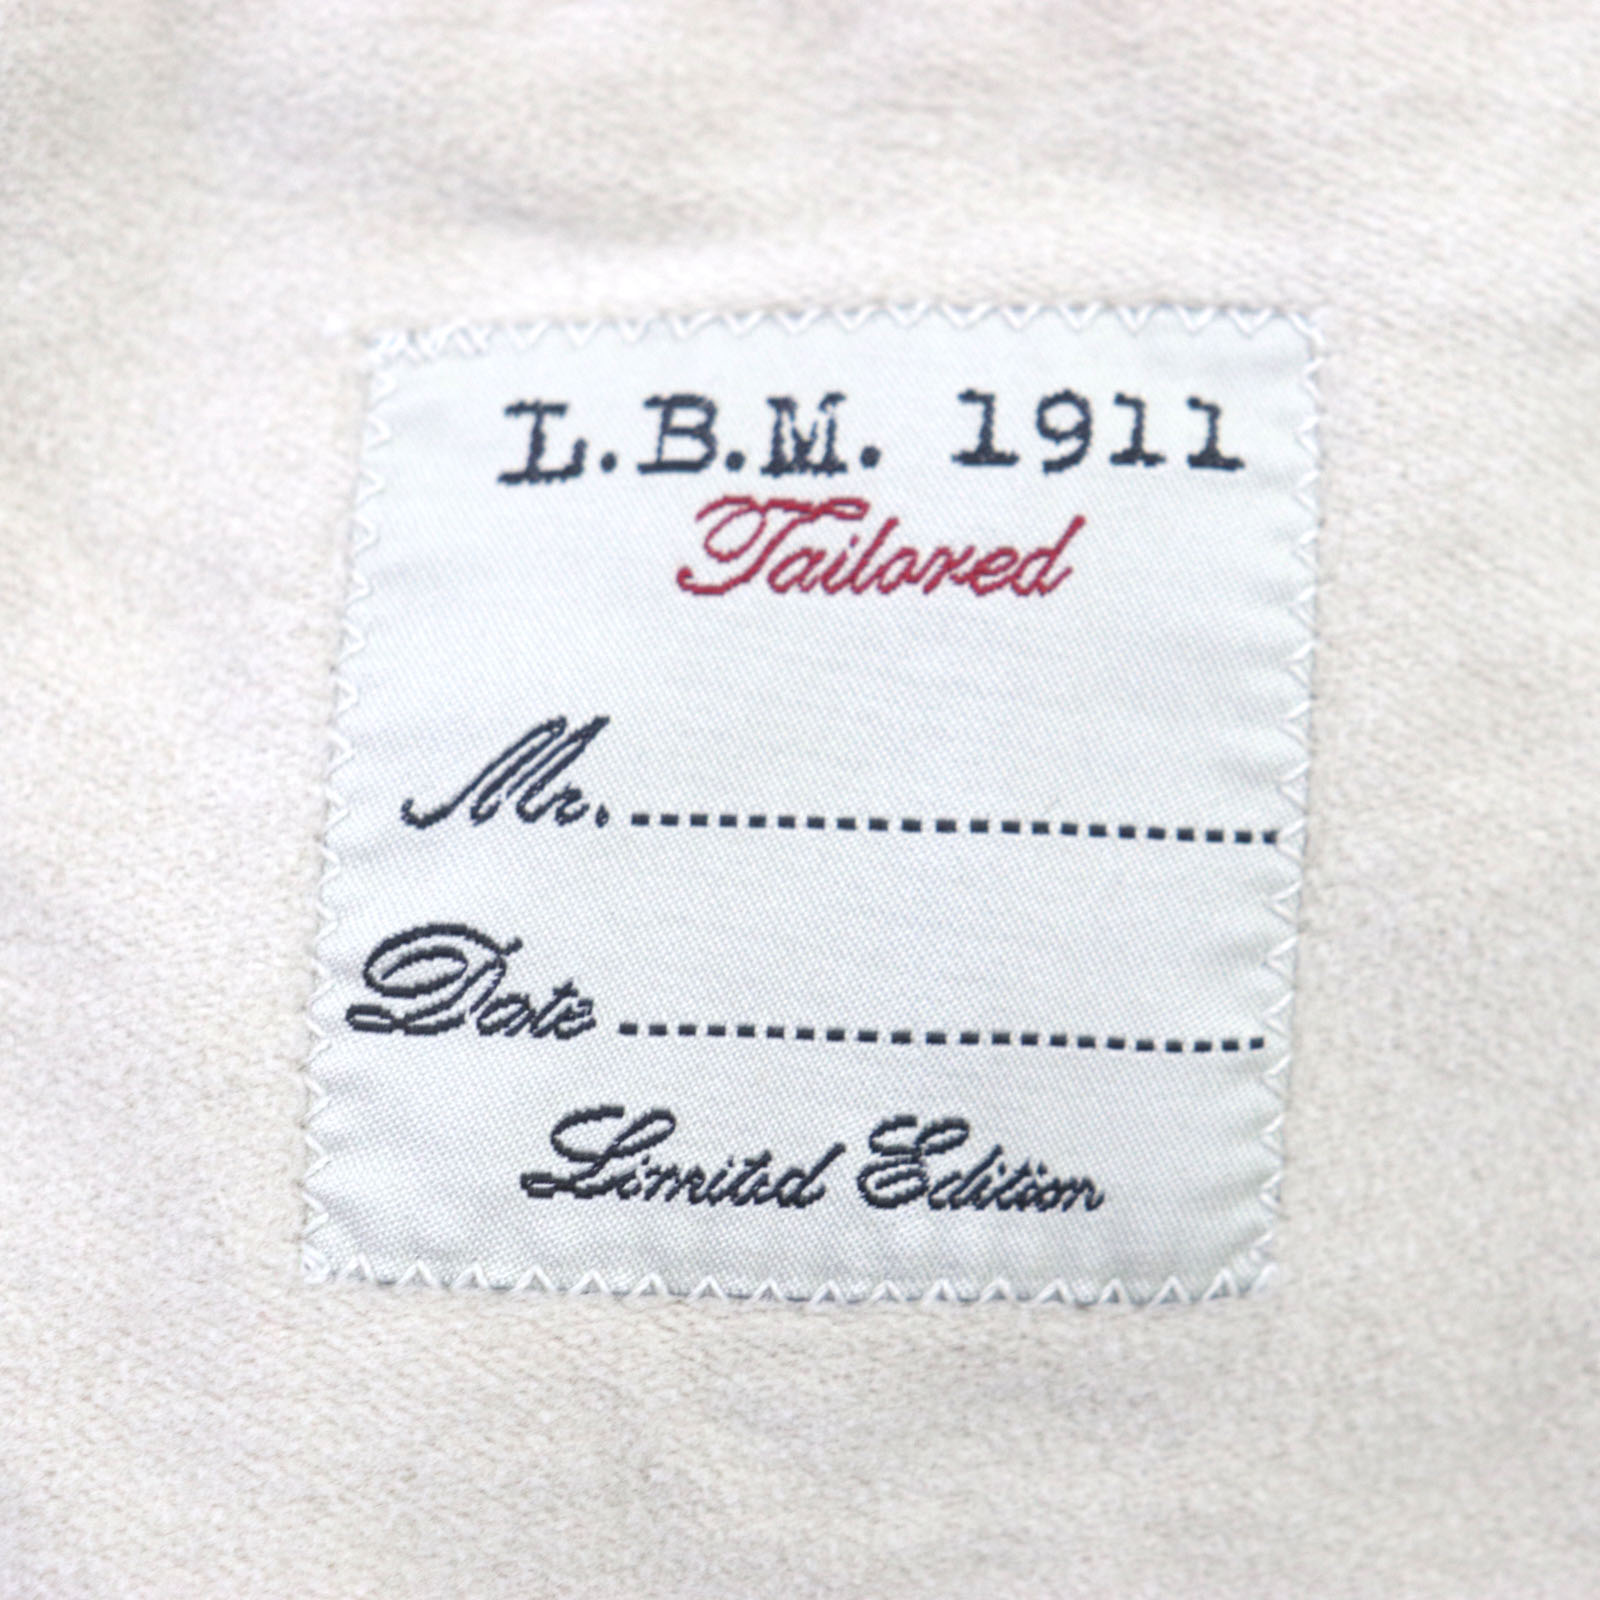 L.B.M. 1911
Tailored
Mr.
Date
Limited Edition